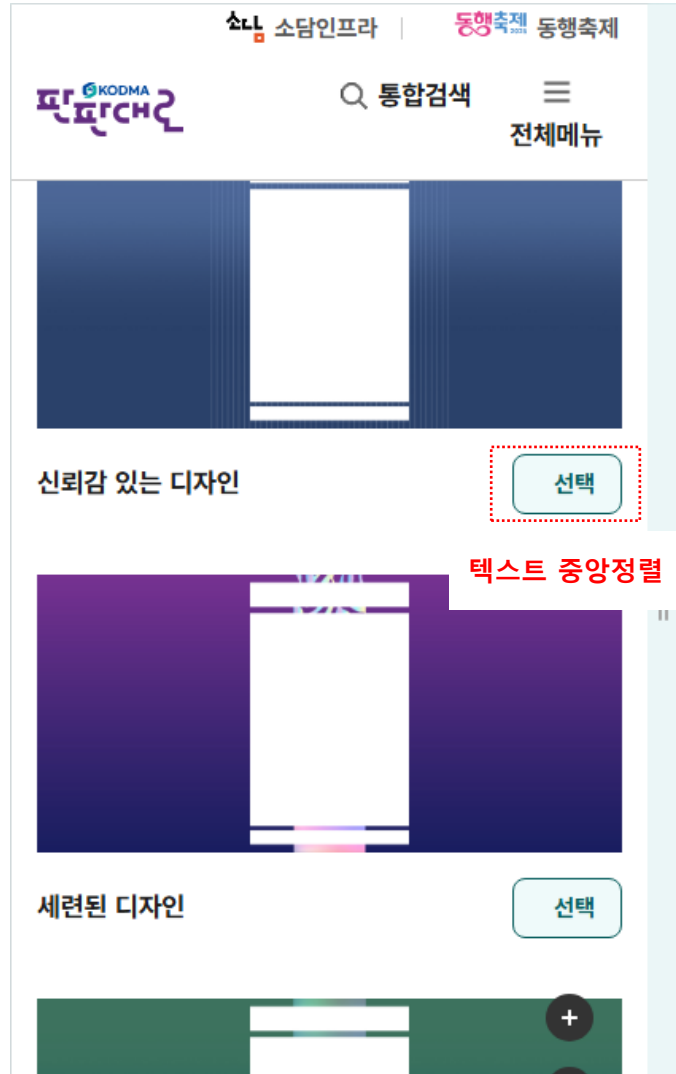 소담 소담인프라 | 동행축제 2026 동행축제
KODMA
판판대로
통합검색
전체메뉴
신뢰감 있는 디자인
선택
텍스트 중앙정렬
세련된 디자인
선택
+